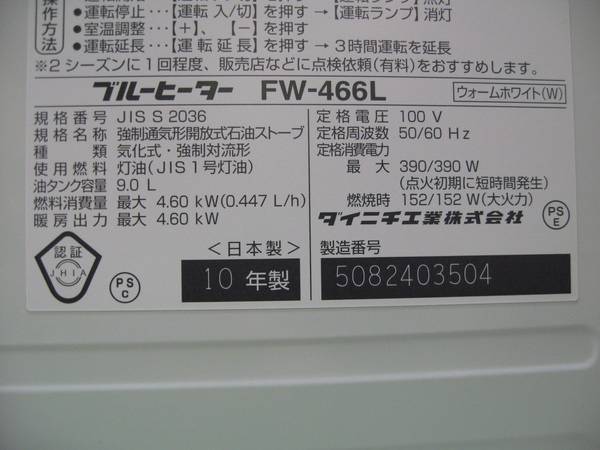 操作方法
●運転停止…【運転 入/切】を押す →【運転ランプ】消灯
●室温調整…【＋】、【－】を押す
●運転延長…【運 転 延 長】を押す → 3時間運転を延長
※2シーズンに1回程度、販売店などに点検依頼(有料)をおすすめします。
ブルーヒーター FW-466L ウォームホワイト(W)
規格番号 JIS S 2036
規格名称 強制通気形開放式石油ストーブ
種類 気化式・強制対流形
使用燃料 灯油(JIS1号灯油)
油タンク容量 9.0 L
燃料消費量 最大 4.60 kW(0.447 L/h)
暖房出力 最大 4.60 kW
定格電圧 100 V
定格周波数 50/60 Hz
定格消費電力
最大 390/390 W
(点火初期に短時間発生)
燃焼時 152/152 W(大火力)
ダイニチ工業株式会社
PS E
認証
JHIA
PS C
<日本製>
10 年製
製造番号
5082403504